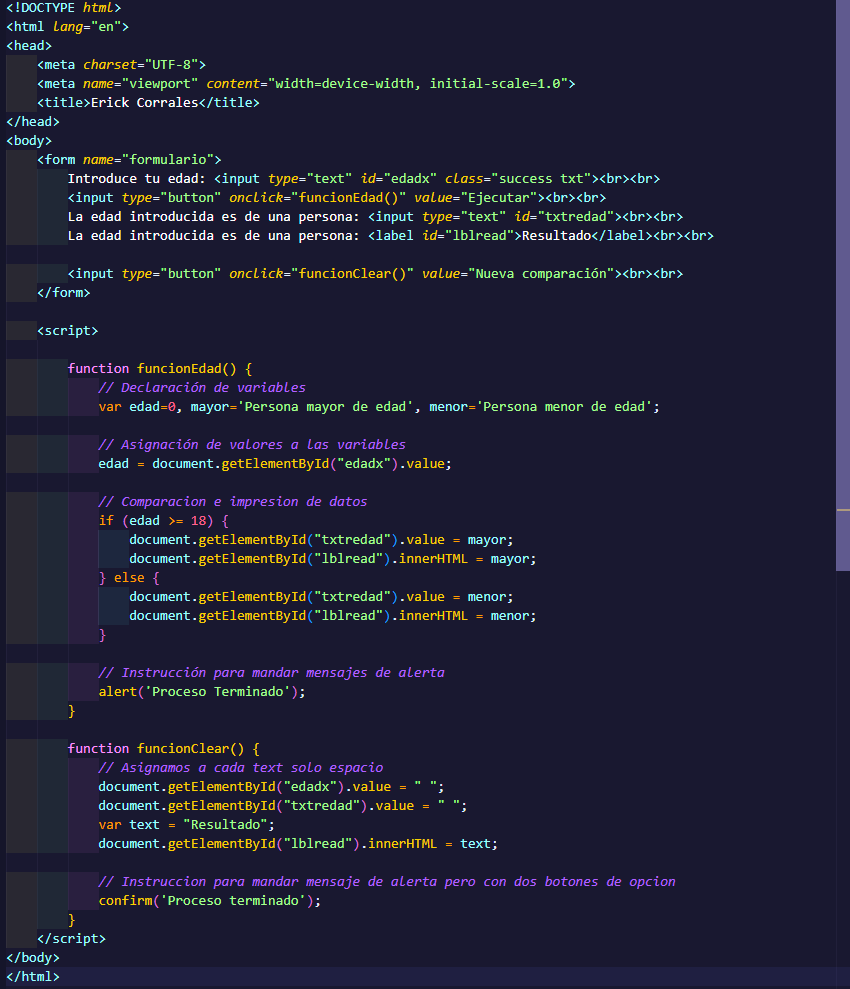 <!DOCTYPE html>
<html lang="en">
<head>
    <meta charset="UTF-8">
    <meta name="viewport" content="width=device-width, initial-scale=1.0">
    <title>Erick Corrales</title>
</head>
<body>
    <form name="formulario">
        Introduce tu edad: <input type="text" id="edadx" class="success txt"><br><br>
        <input type="button" onclick="funcionEdad()" value="Ejecutar"><br><br>
        La edad introducida es de una persona: <input type="text" id="txtredad"><br><br>
        La edad introducida es de una persona: <label id="lblread">Resultado</label><br><br>

        <input type="button" onclick="funcionClear()" value="Nueva comparación"><br><br>
    </form>

    <script>

        function funcionEdad() {
            // Declaración de variables
            var edad=0, mayor='Persona mayor de edad', menor='Persona menor de edad';

            // Asignación de valores a las variables
            edad = document.getElementById("edadx").value;

            // Comparacion e impresion de datos
            if (edad >= 18) {
                document.getElementById("txtredad").value = mayor;
                document.getElementById("lblread").innerHTML = mayor;
            } else {
                document.getElementById("txtredad").value = menor;
                document.getElementById("lblread").innerHTML = menor;
            }

            // Instrucción para mandar mensajes de alerta
            alert('Proceso Terminado');
        }

        function funcionClear() {
            // Asignamos a cada text solo espacio
            document.getElementById("edadx").value = " ";
            document.getElementById("txtredad").value = " ";
            var text = "Resultado";
            document.getElementById("lblread").innerHTML = text;

            // Instruccion para mandar mensaje de alerta pero con dos botones de opcion
            confirm('Proceso terminado');
        }
    </script>
</body>
</html>